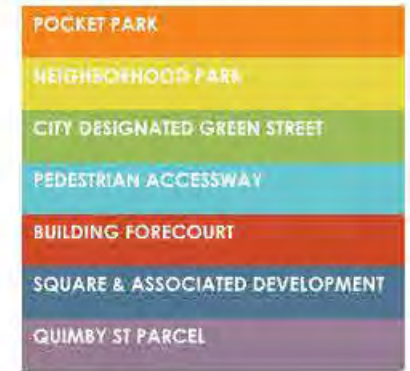 POCKET PARK
NEIGHBORHOOD PARK
CITY DESIGNATED GREEN STREET
PEDESTRIAN ACCESSWAY
BUILDING FORECOURT
SQUARE & ASSOCIATED DEVELOPMENT
QUIMBY ST PARCEL